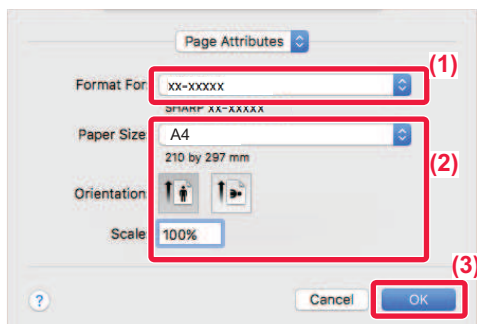 Page Attributes
(1)
Format For: xx-xxxxx
SHARP xx-xxxxx
Paper Size: A4
210 by 297 mm
(2)
Orientation:
Scale: 100%
(3)
? Cancel OK